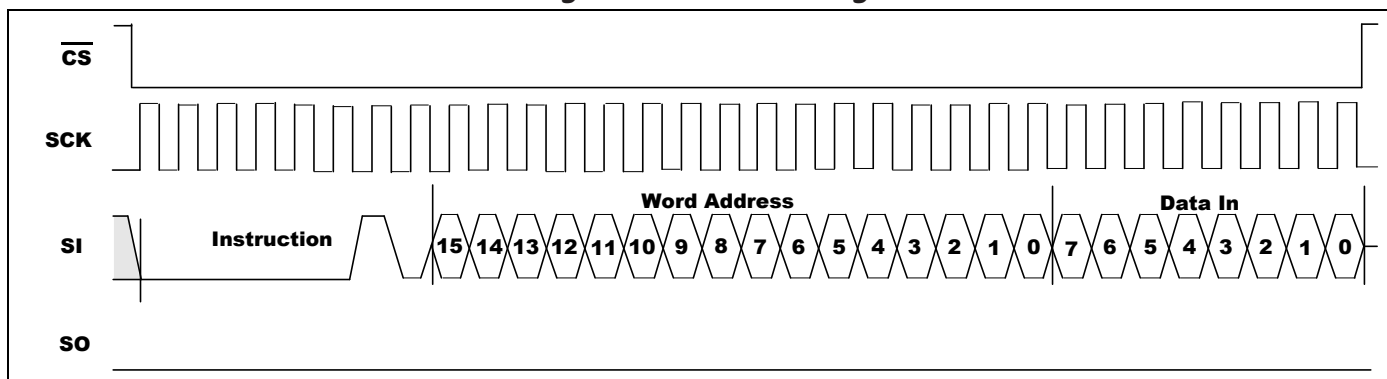 CS
SCK
Word Address
Data In
SI
Instruction
15 14 13 12 11 10 9 8 7 6 5 4 3 2 1 0 7 6 5 4 3 2 1 0
SO